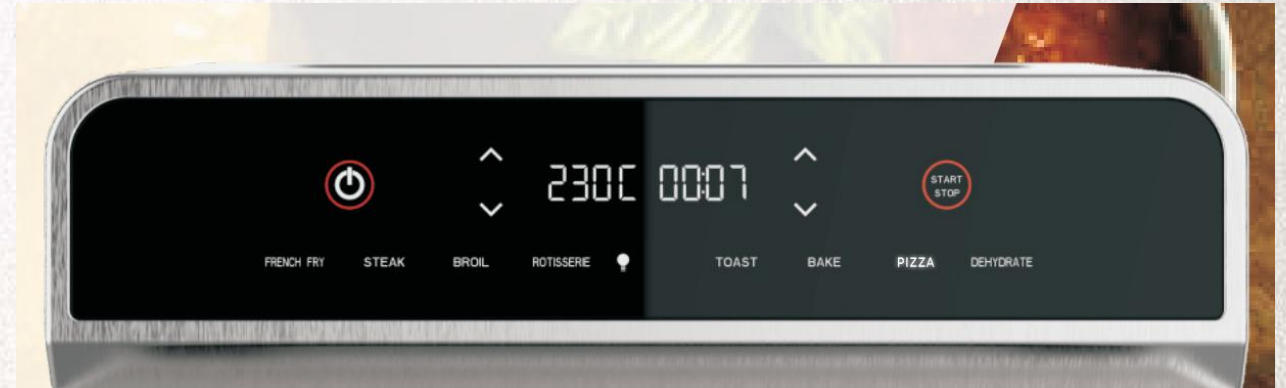 230C 00:07
START
STOP
FRENCH FRY STEAK BROIL ROTISSERIE TOAST BAKE PIZZA DEHYDRATE